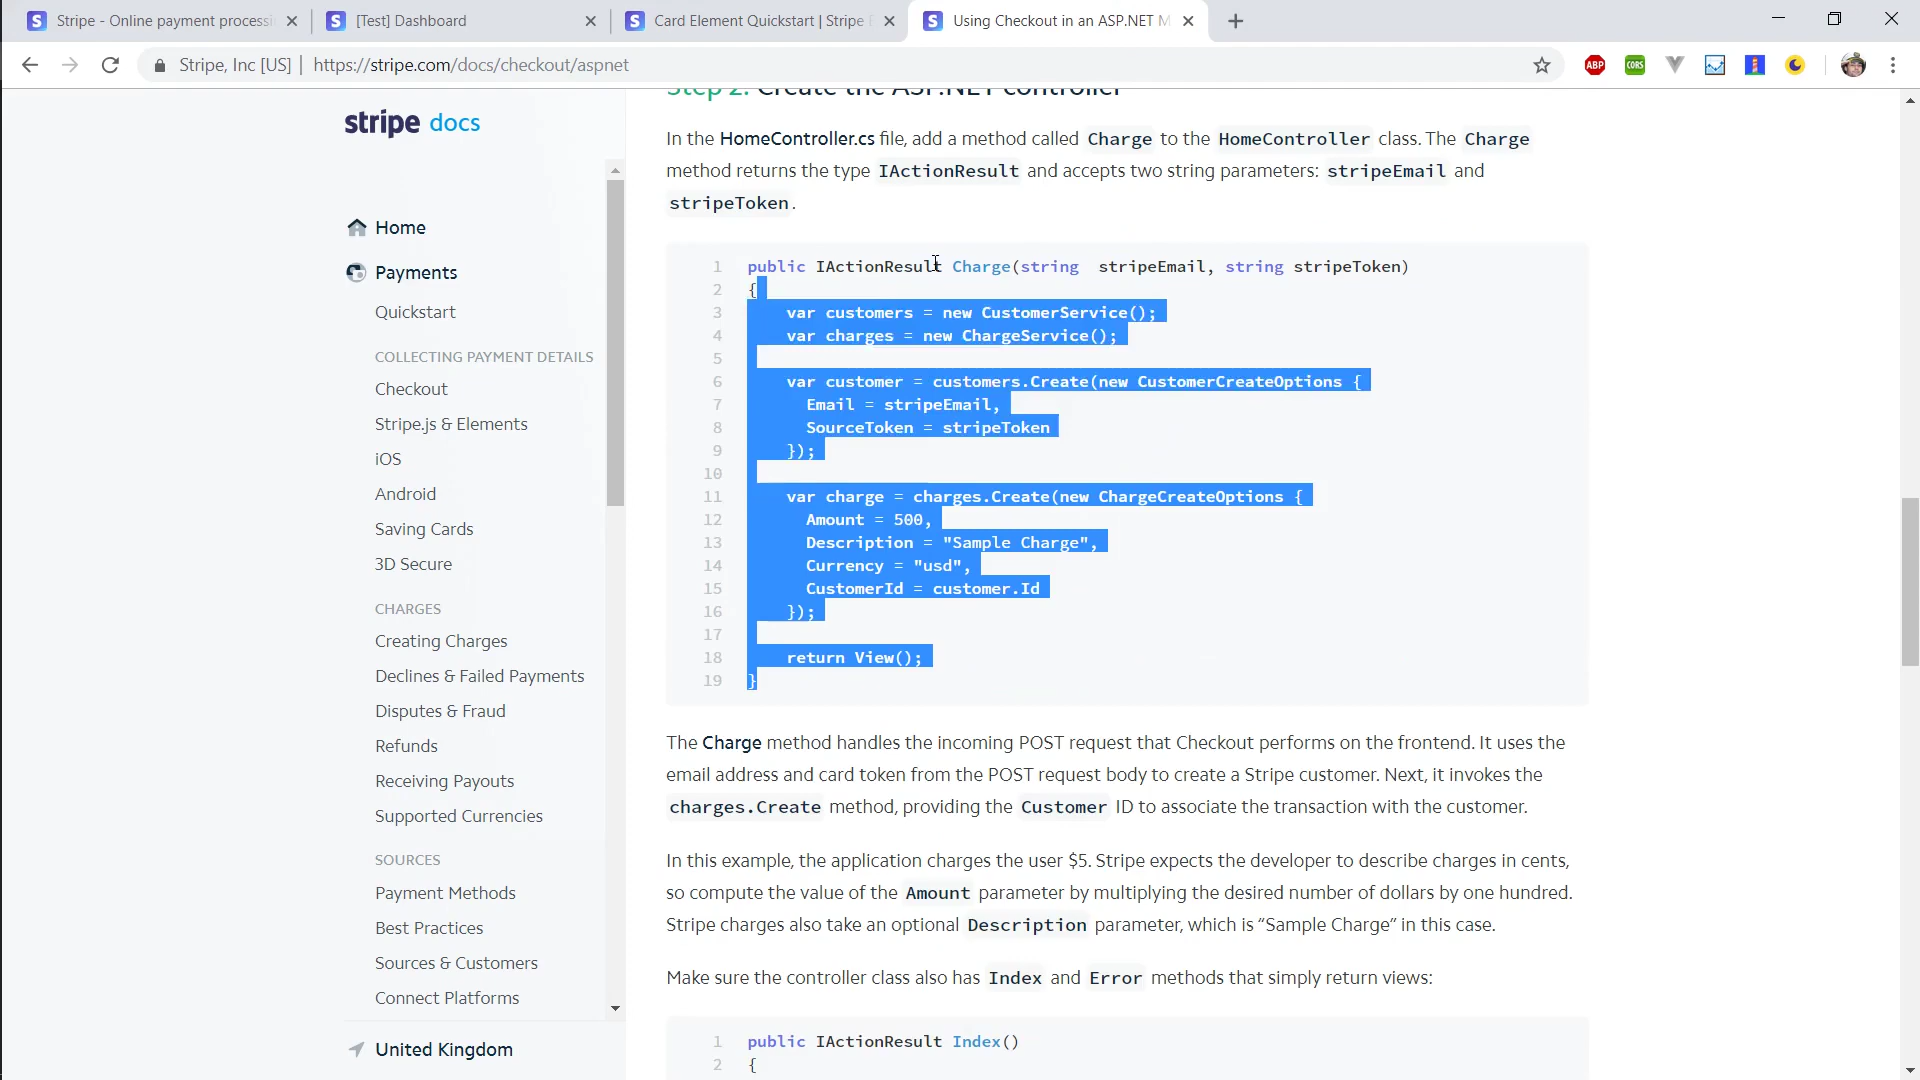 Stripe - Online payment processi
[Test] Dashboard
Card Element Quickstart | Stripe E
Using Checkout in an ASP.NET M
Stripe, Inc [US] | https://stripe.com/docs/checkout/aspnet
ABP
CORS
stripe docs
Home
Payments
Quickstart
COLLECTING PAYMENT DETAILS
Checkout
Stripe.js & Elements
iOS
Android
Saving Cards
3D Secure
CHARGES
Creating Charges
Declines & Failed Payments
Disputes & Fraud
Refunds
Receiving Payouts
Supported Currencies
SOURCES
Payment Methods
Best Practices
Sources & Customers
Connect Platforms
United Kingdom
Step 2: Create the ASP.NET controller
In the HomeController.cs file, add a method called Charge to the HomeController class. The Charge
method returns the type IActionResult and accepts two string parameters: stripeEmail and
stripeToken.
1 public IActionResult Charge(string  stripeEmail, string stripeToken)
2 {
3     var customers = new CustomerService();
4     var charges = new ChargeService();
5
6     var customer = customers.Create(new CustomerCreateOptions {
7       Email = stripeEmail,
8       SourceToken = stripeToken
9     });
10
11     var charge = charges.Create(new ChargeCreateOptions {
12       Amount = 500,
13       Description = "Sample Charge",
14       Currency = "usd",
15       CustomerId = customer.Id
16     });
17
18     return View();
19 }
The Charge method handles the incoming POST request that Checkout performs on the frontend. It uses the
email address and card token from the POST request body to create a Stripe customer. Next, it invokes the
charges.Create method, providing the Customer ID to associate the transaction with the customer.
In this example, the application charges the user $5. Stripe expects the developer to describe charges in cents,
so compute the value of the Amount parameter by multiplying the desired number of dollars by one hundred.
Stripe charges also take an optional Description parameter, which is “Sample Charge” in this case.
Make sure the controller class also has Index and Error methods that simply return views:
1 public IActionResult Index()
2 {